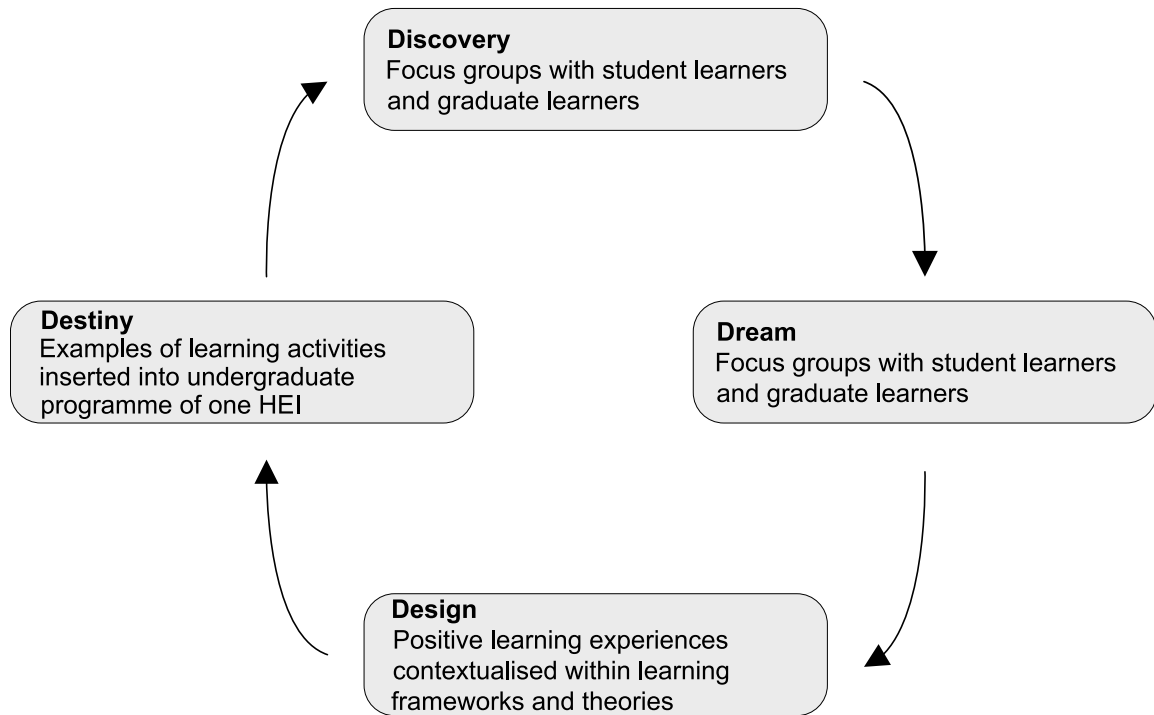 Discovery
Focus groups with student learners
and graduate learners
Dream
Focus groups with student learners
and graduate learners
Design
Positive learning experiences
contextualised within learning
frameworks and theories
Destiny
Examples of learning activities
inserted into undergraduate
programme of one HEI